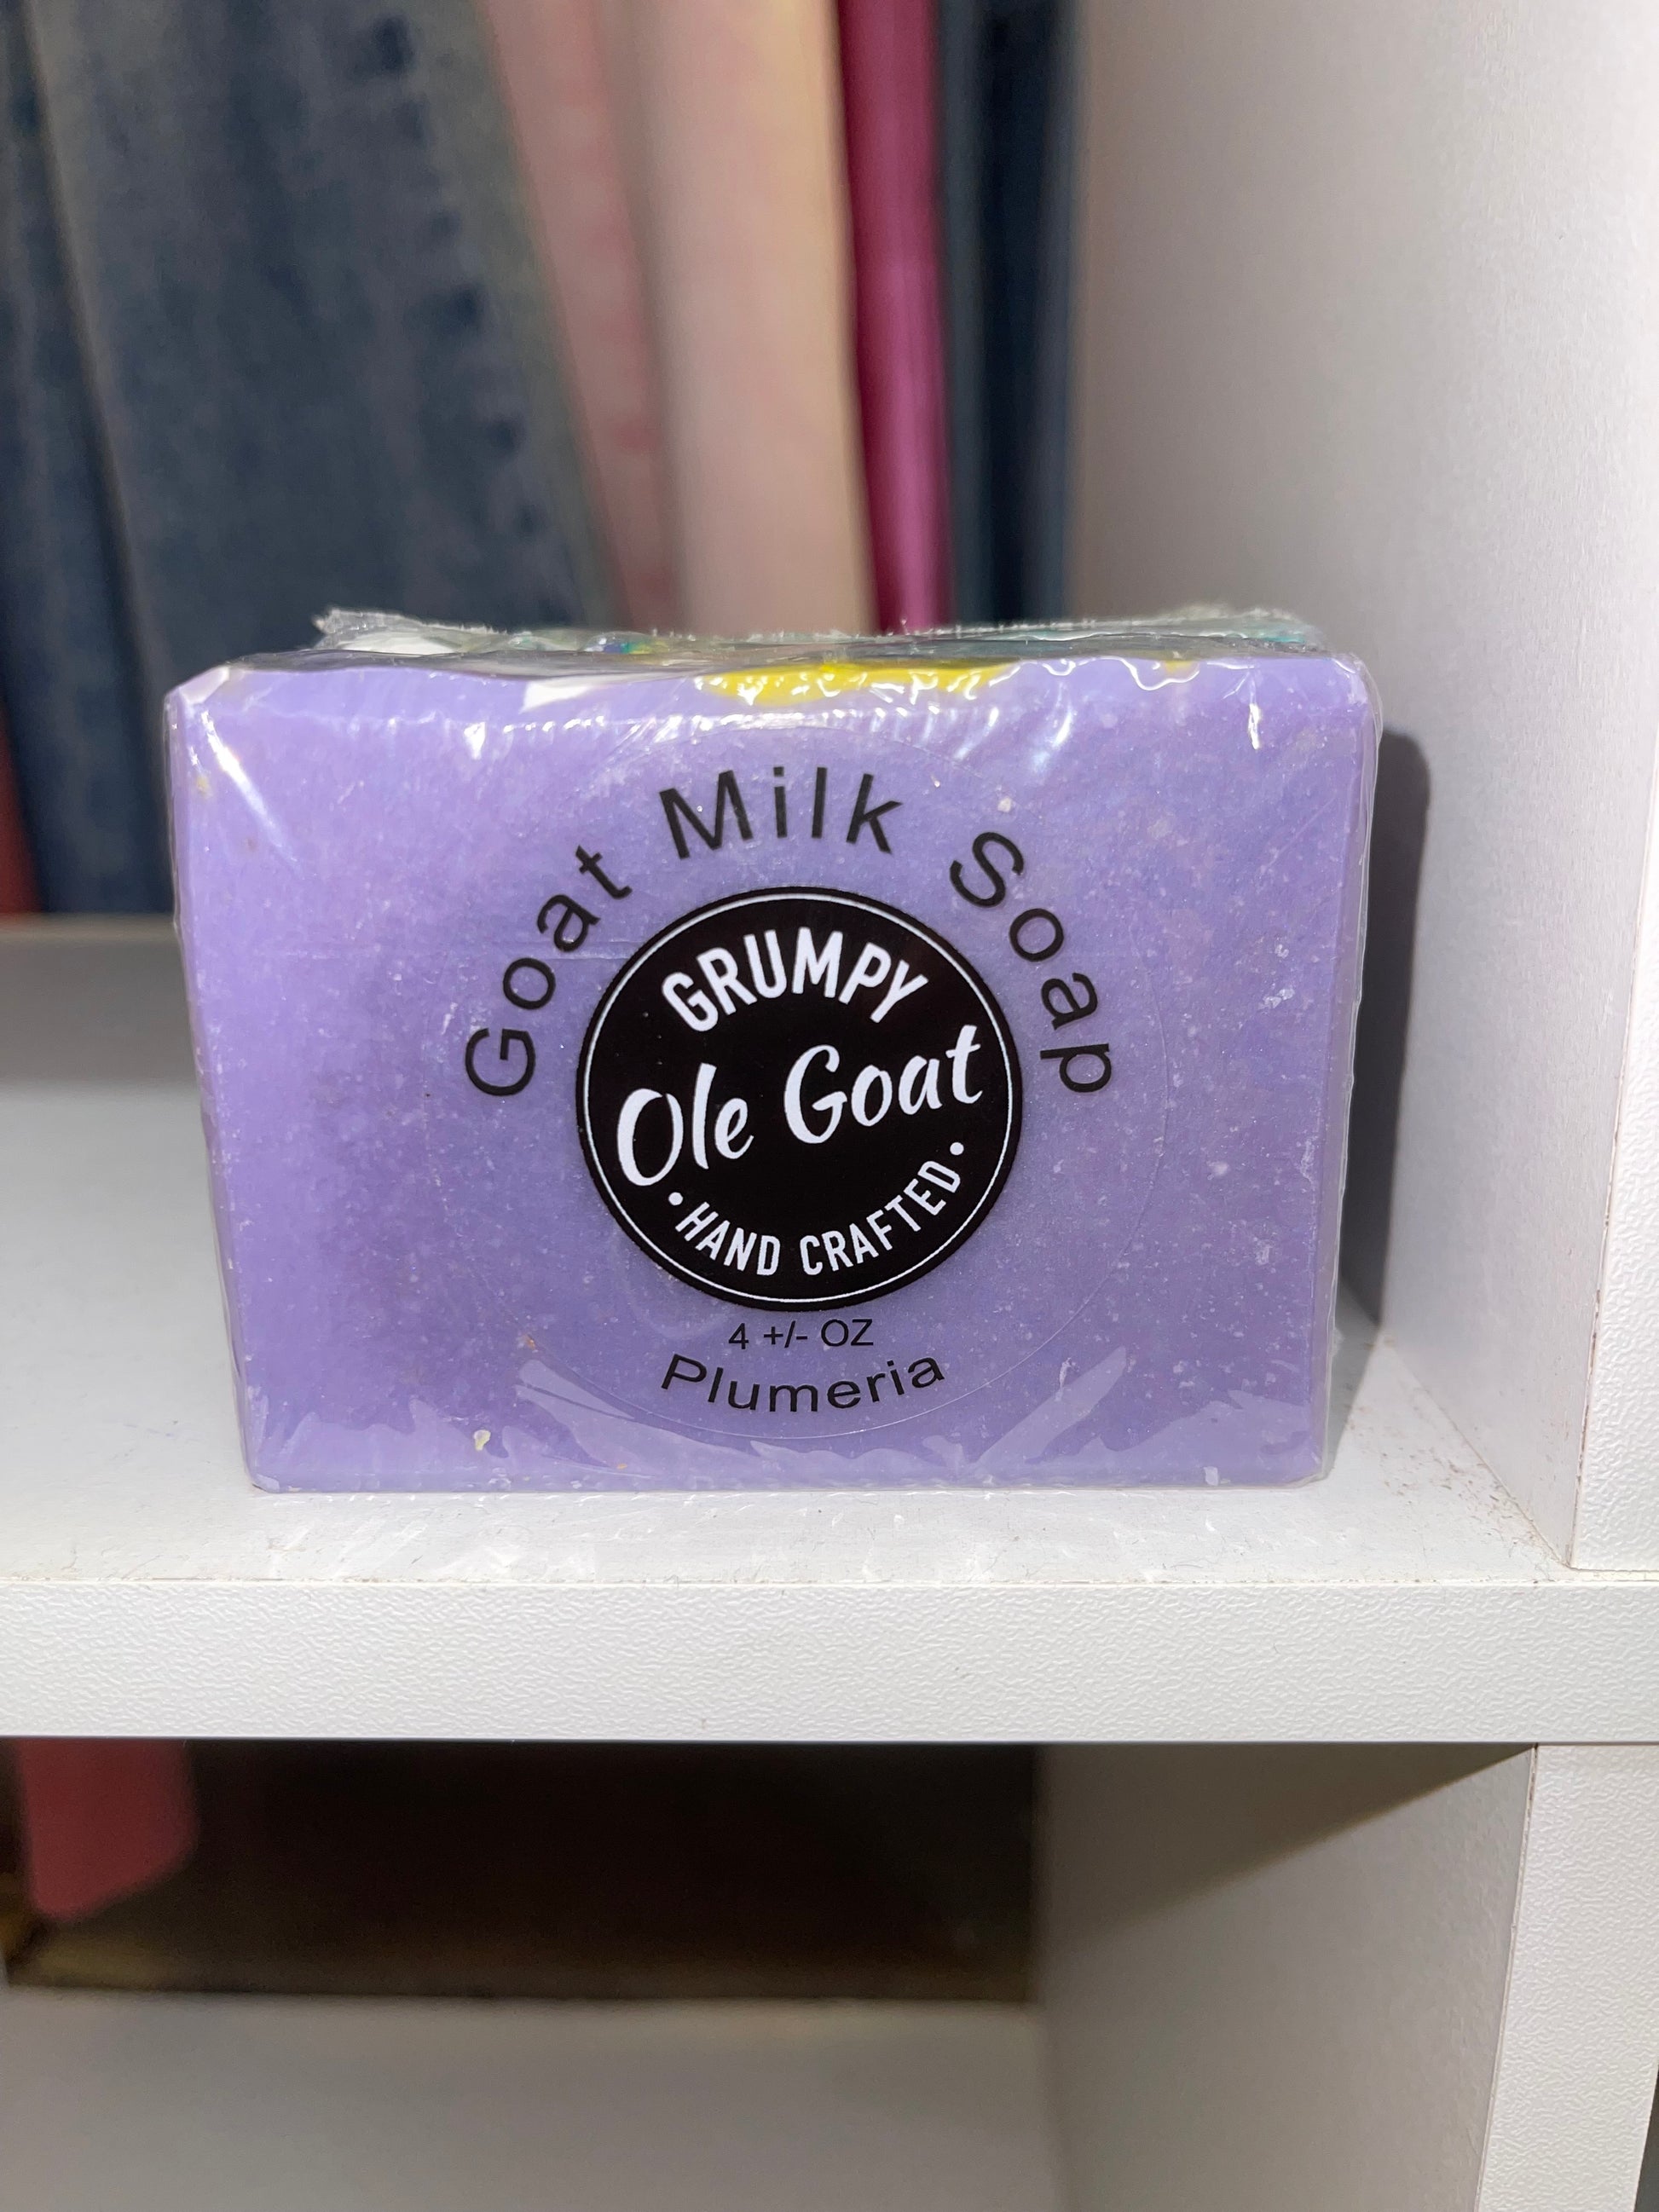 Goat Milk Soap
GRUMPY
Ole Goat
• HAND CRAFTED •
4 +/- OZ
Plumeria